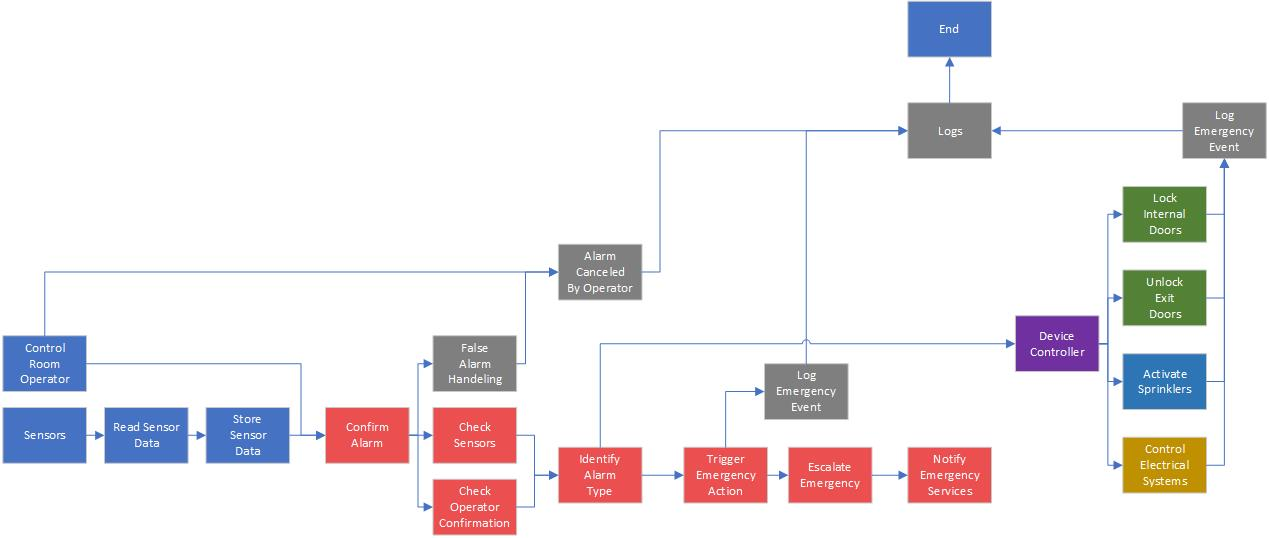 End
Logs
Log
Emergency
Event
Lock
Internal
Doors
Alarm
Canceled
By Operator
Unlock
Exit
Doors
Control
Room
Operator
False
Alarm
Handeling
Device
Controller
Log
Emergency
Event
Activate
Sprinklers
Sensors
Read Sensor
Data
Store
Sensor
Data
Confirm
Alarm
Check
Sensors
Identify
Alarm
Type
Trigger
Emergency
Action
Escalate
Emergency
Notify
Emergency
Services
Control
Electrical
Systems
Check
Operator
Confirmation